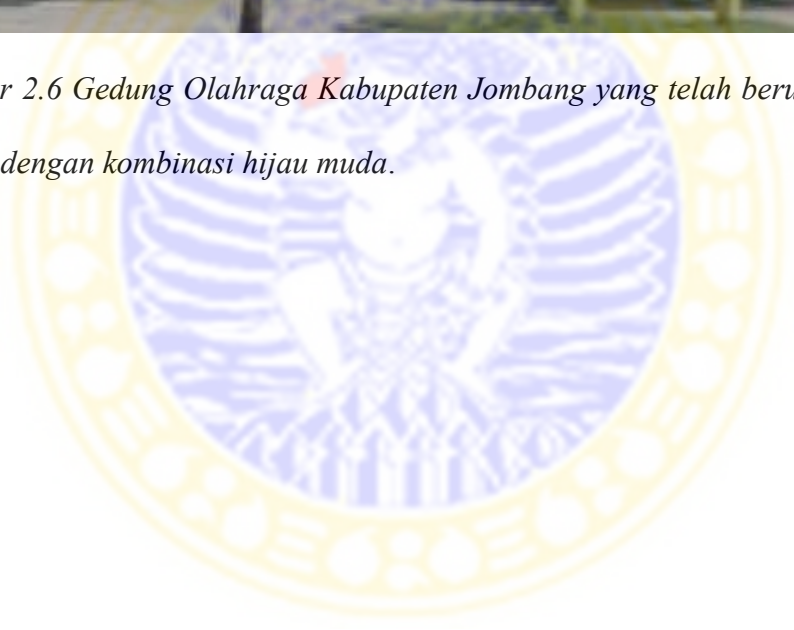 r 2.6 Gedung Olahraga Kabupaten Jombang yang telah beru
dengan kombinasi hijau muda.